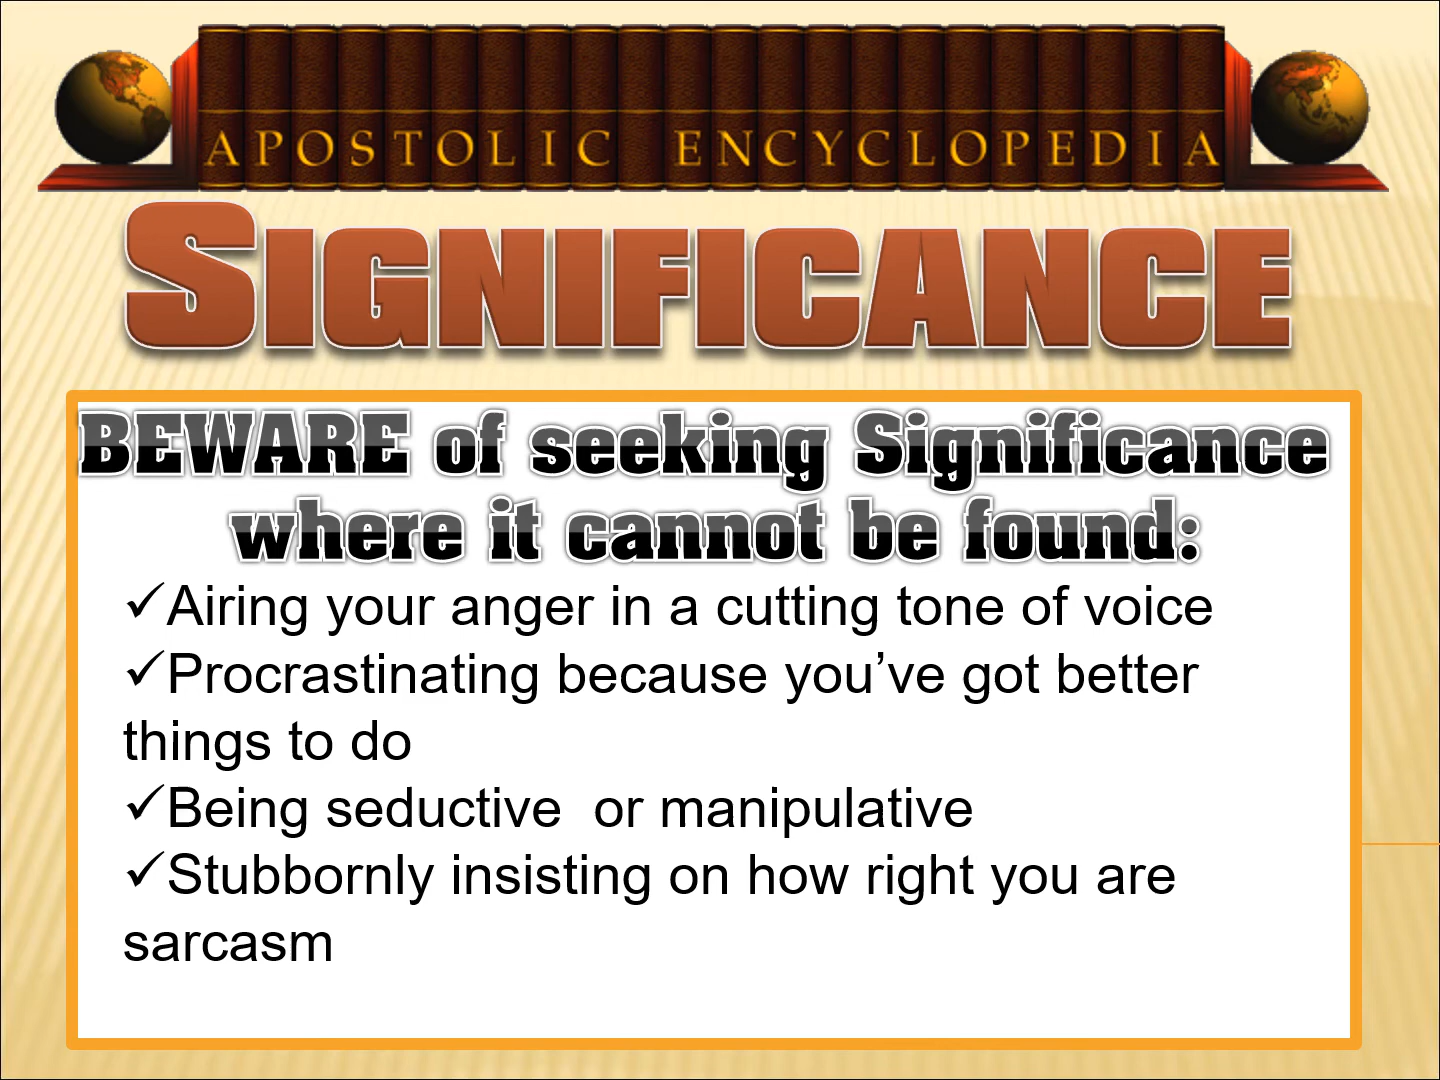 APOSTOLIC ENCYCLOPEDIA
SIGNIFICANCE
BEWARE of seeking Significance
where it cannot be found:
✓Airing your anger in a cutting tone of voice
✓Procrastinating because you’ve got better
things to do
✓Being seductive  or manipulative
✓Stubbornly insisting on how right you are
sarcasm